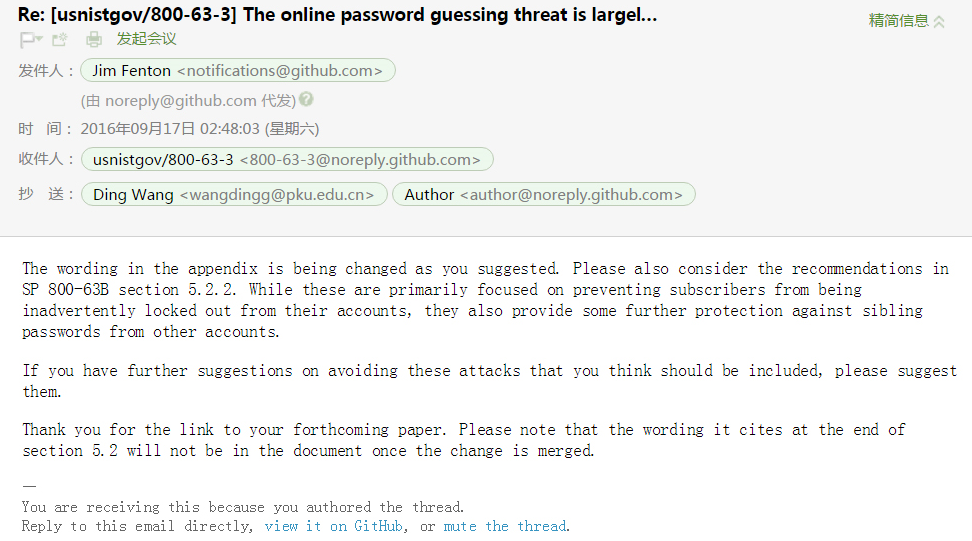 Re: [usnistgov/800-63-3] The online password guessing threat is largel...
精简信息
发起会议
发件人： Jim Fenton <notifications@github.com>
(由 noreply@github.com 代发)
时 间： 2016年09月17日 02:48:03 (星期六)
收件人： usnistgov/800-63-3 <800-63-3@noreply.github.com>
抄 送： Ding Wang <wangdingg@pku.edu.cn> Author <author@noreply.github.com>
The wording in the appendix is being changed as you suggested. Please also consider the recommendations in
SP 800-63B section 5.2.2. While these are primarily focused on preventing subscribers from being
inadvertently locked out from their accounts, they also provide some further protection against sibling
passwords from other accounts.
If you have further suggestions on avoiding these attacks that you think should be included, please suggest
them.
Thank you for the link to your forthcoming paper. Please note that the wording it cites at the end of
section 5.2 will not be in the document once the change is merged.
—
You are receiving this because you authored the thread.
Reply to this email directly, view it on GitHub, or mute the thread.